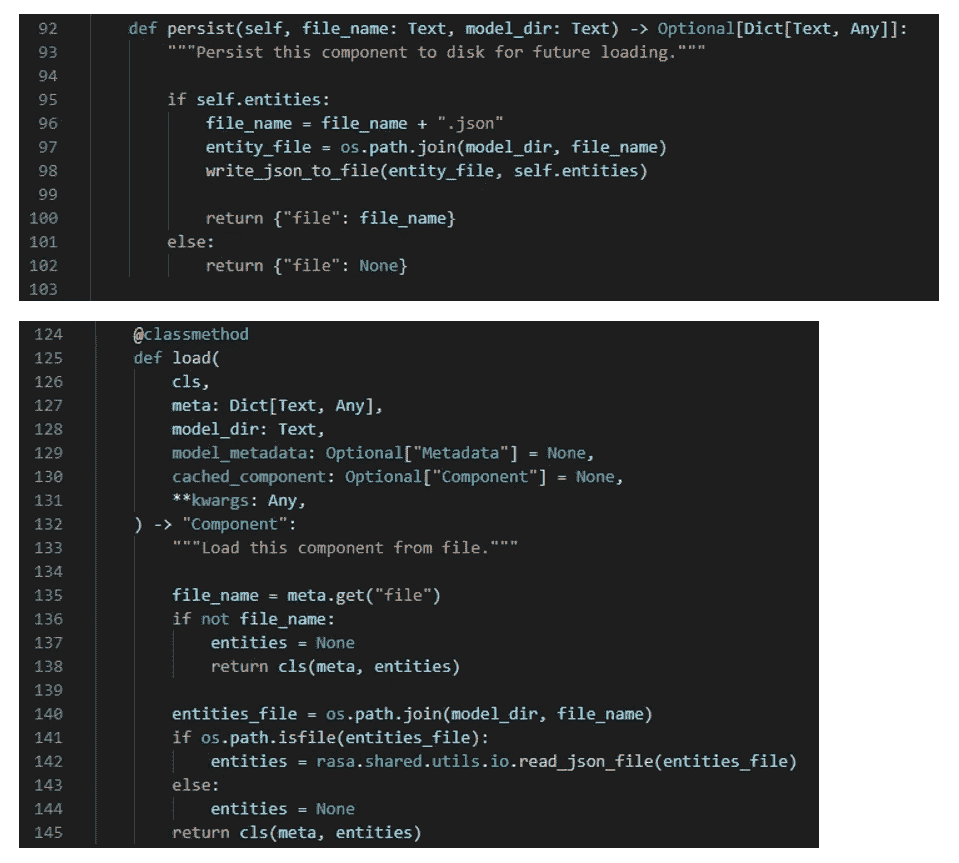 92 def persist(self, file_name: Text, model_dir: Text) -> Optional[Dict[Text, Any]]:
93 """Persist this component to disk for future loading."""
94
95 if self.entities:
96 file_name = file_name + ".json"
97 entity_file = os.path.join(model_dir, file_name)
98 write_json_to_file(entity_file, self.entities)
99
100 return {"file": file_name}
101 else:
102 return {"file": None}
103
124 @classmethod
125 def load(
126 cls,
127 meta: Dict[Text, Any],
128 model_dir: Text,
129 model_metadata: Optional["Metadata"] = None,
130 cached_component: Optional["Component"] = None,
131 **kwargs: Any,
132 ) -> "Component":
133 """Load this component from file."""
134
135 file_name = meta.get("file")
136 if not file_name:
137 entities = None
138 return cls(meta, entities)
139
140 entities_file = os.path.join(model_dir, file_name)
141 if os.path.isfile(entities_file):
142 entities = rasa.shared.utils.io.read_json_file(entities_file)
143 else:
144 entities = None
145 return cls(meta, entities)